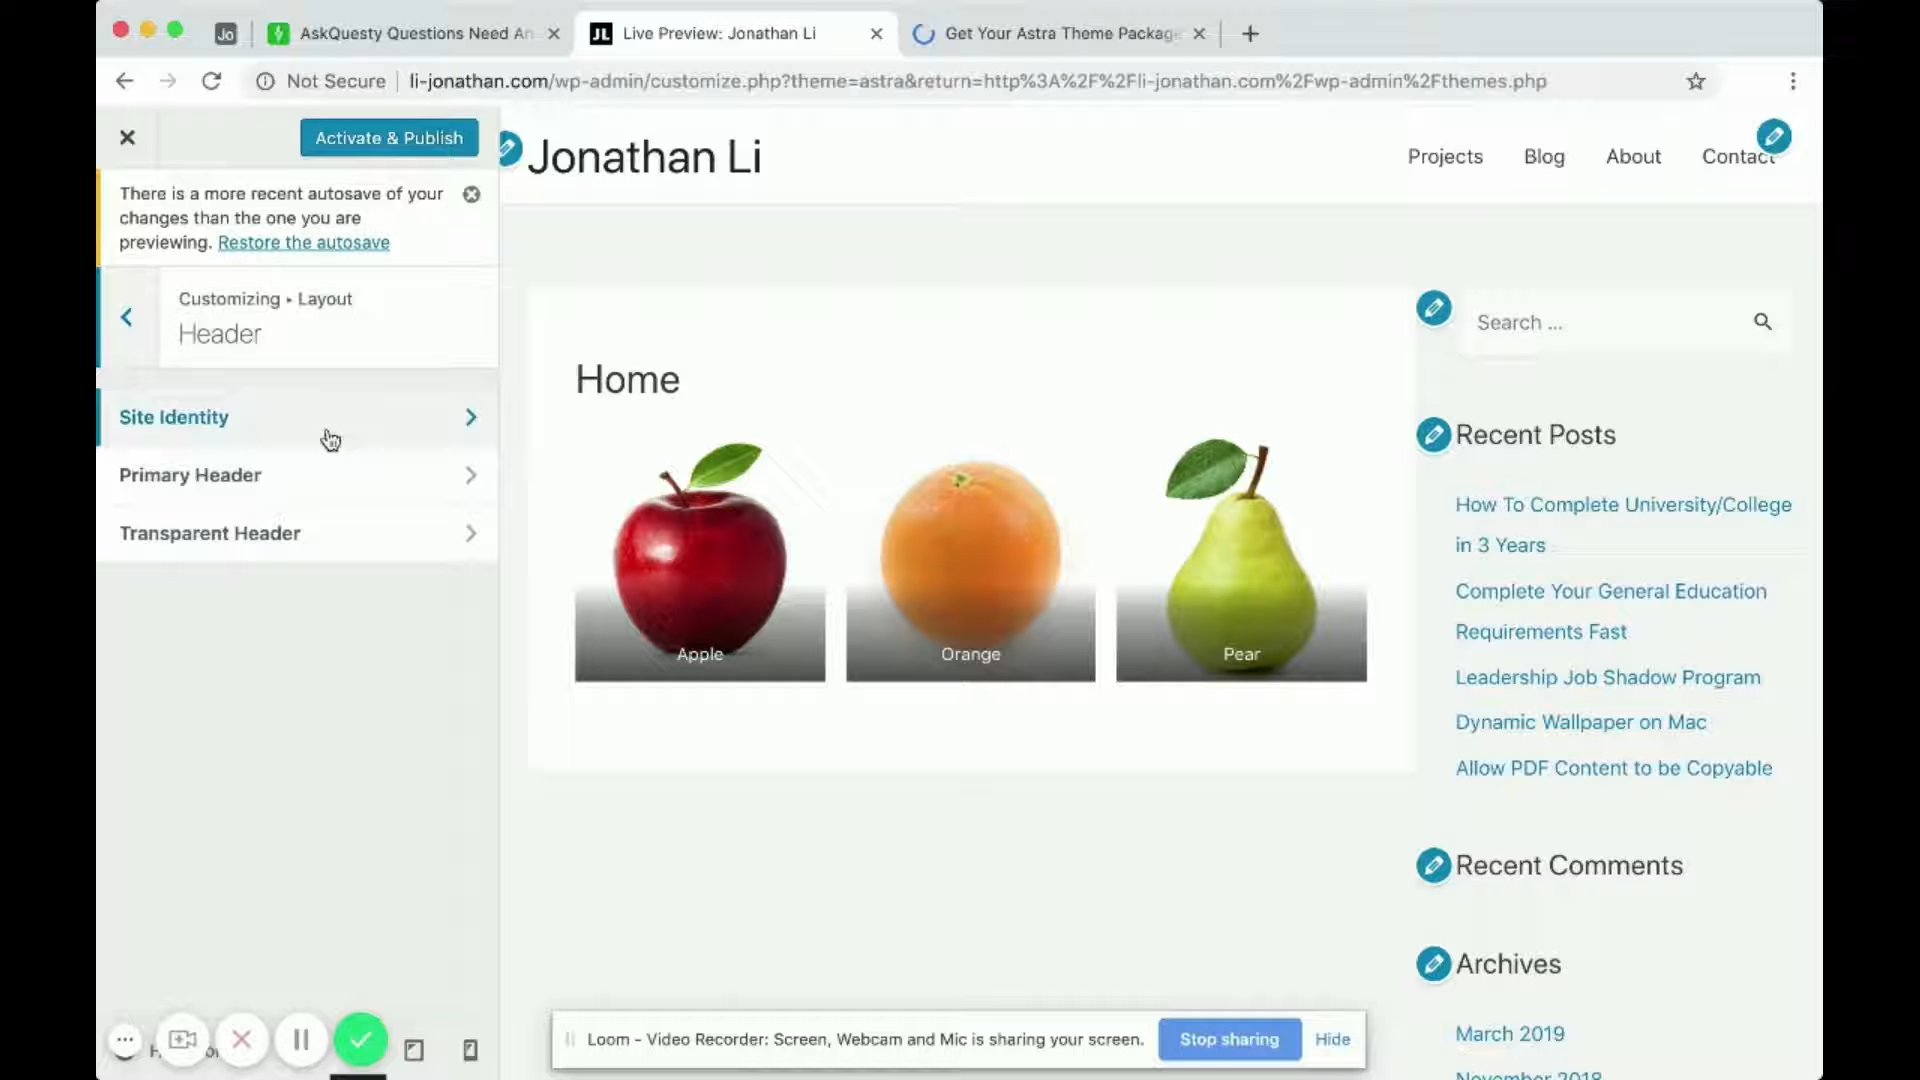 Jo
AskQuesty Questions Need An
JL
Live Preview: Jonathan Li
Get Your Astra Theme Package
Not Secure
li-jonathan.com/wp-admin/customize.php?theme=astra&return=http%3A%2F%2Fli-jonathan.com%2Fwp-admin%2Fthemes.php
Activate & Publish
There is a more recent autosave of your
changes than the one you are
previewing. Restore the autosave
Customizing ▸ Layout
Header
Site Identity
Primary Header
Transparent Header
Jonathan Li
Projects
Blog
About
Contact
Home
Apple
Orange
Pear
Search ...
Recent Posts
How To Complete University/College
in 3 Years
Complete Your General Education
Requirements Fast
Leadership Job Shadow Program
Dynamic Wallpaper on Mac
Allow PDF Content to be Copyable
Recent Comments
Archives
March 2019
November 2018
Loom - Video Recorder: Screen, Webcam and Mic is sharing your screen.
Stop sharing
Hide